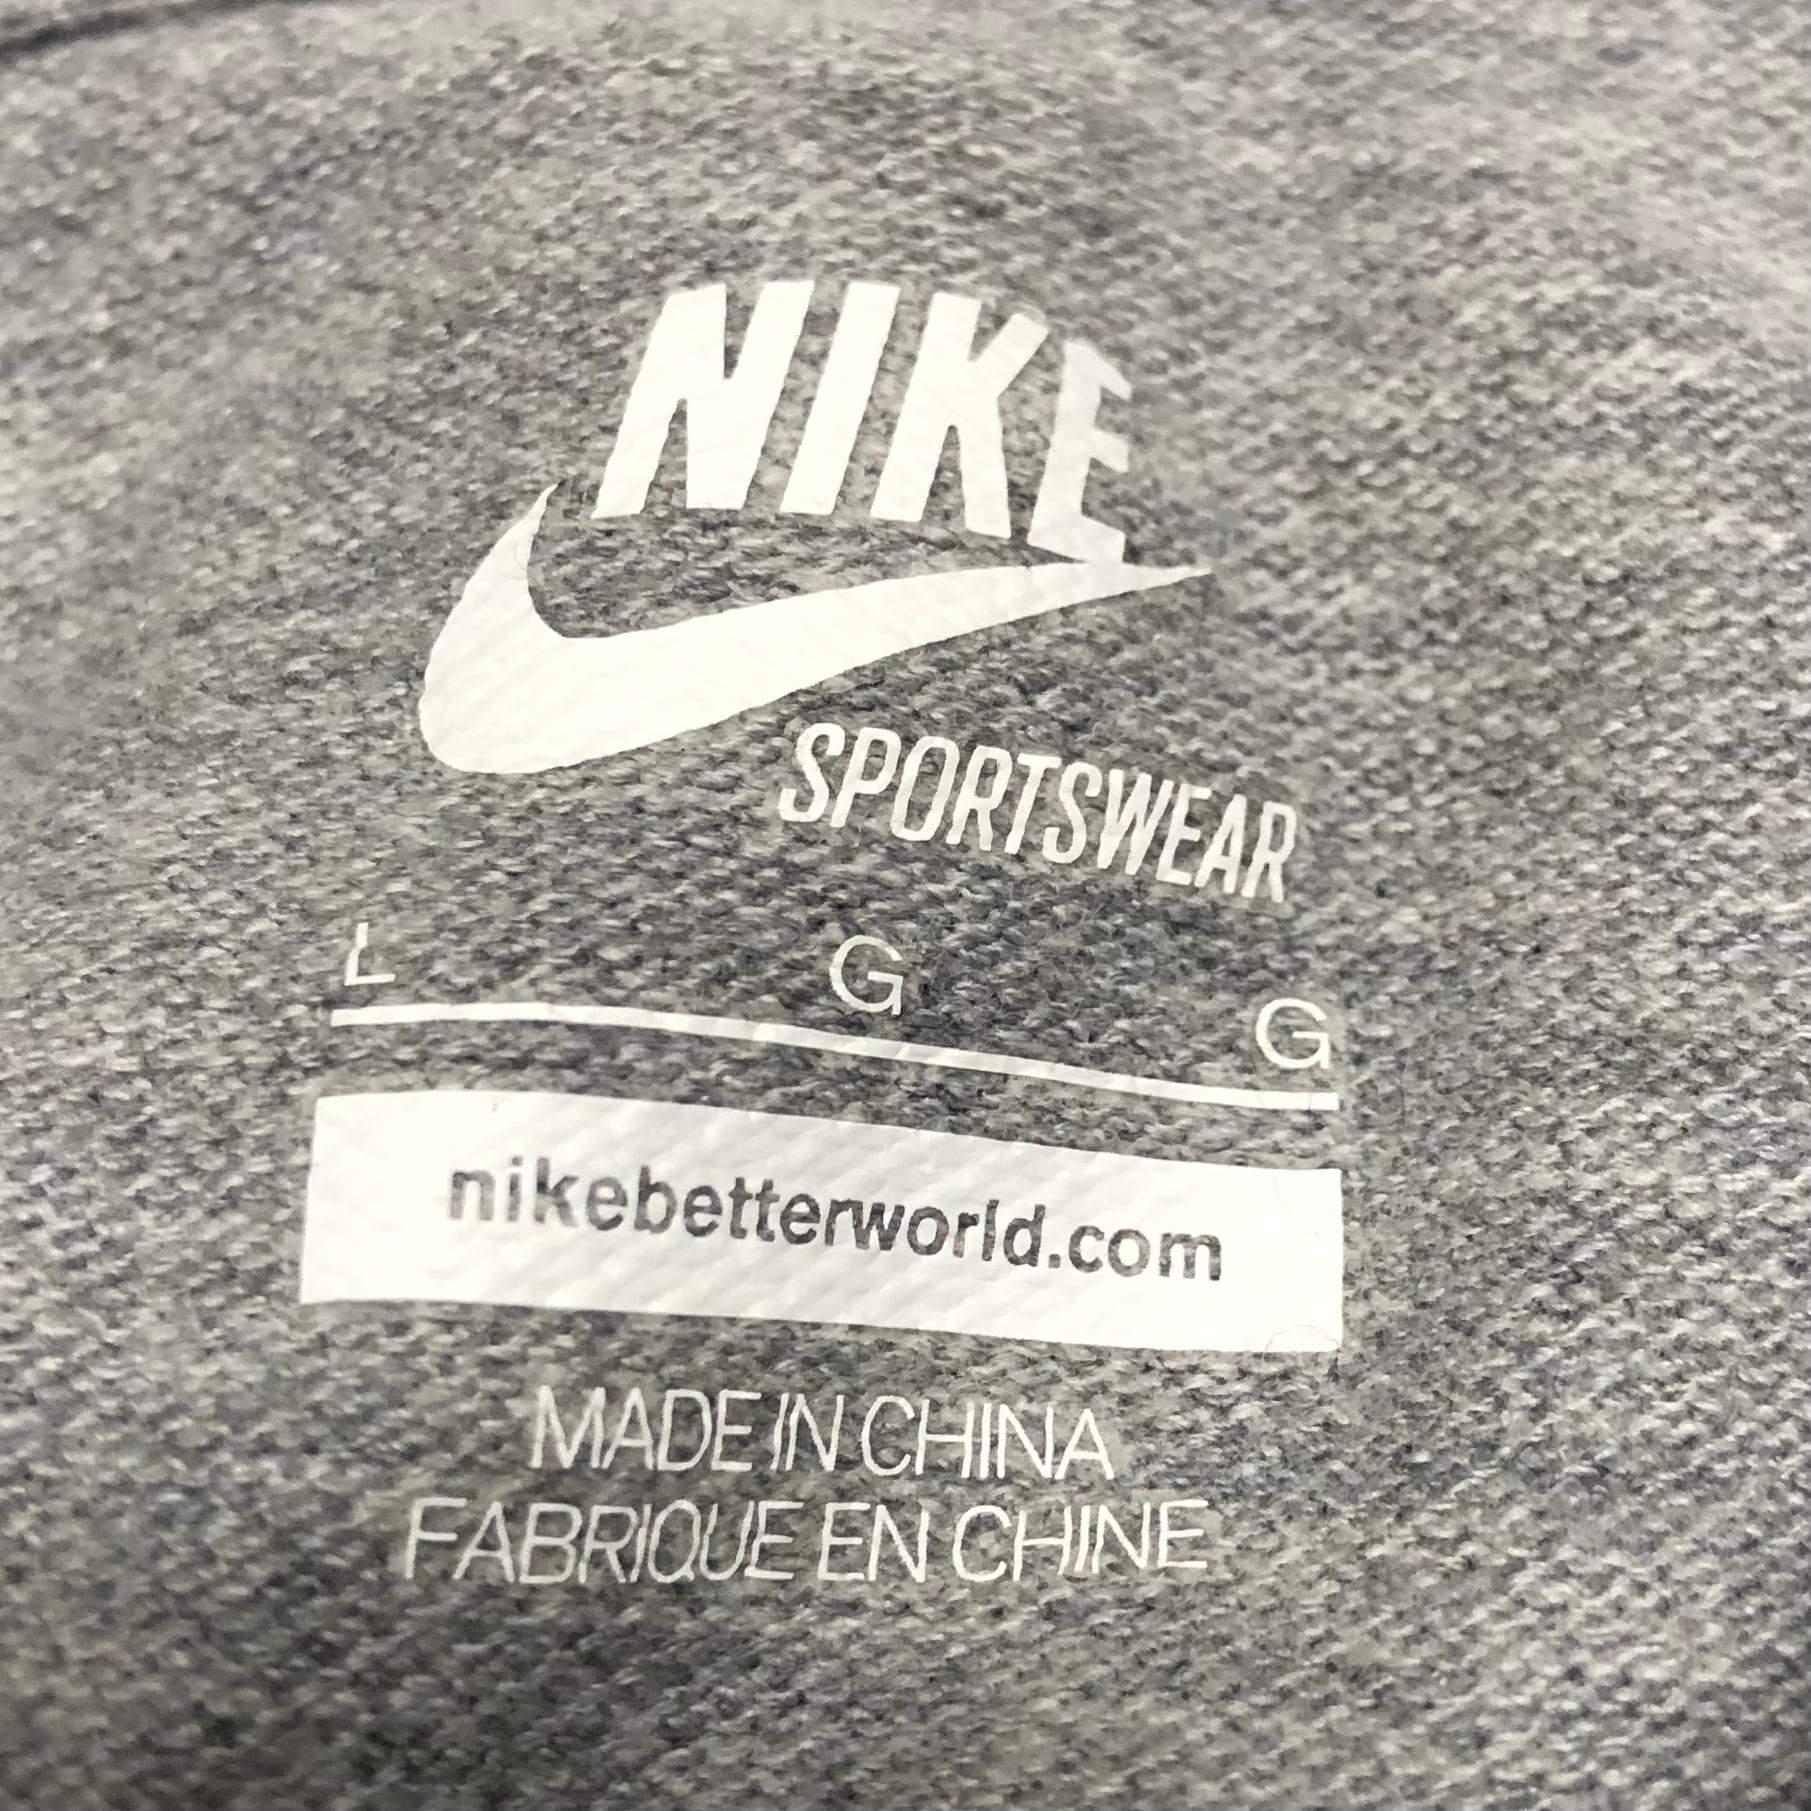 NIKE
SPORTSWEAR
L G G
nikebetterworld.com
MADE IN CHINA
FABRIQUE EN CHINE